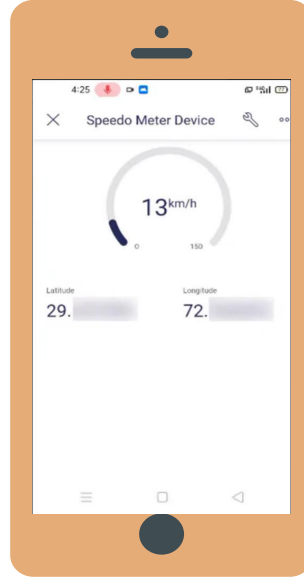 4:25
Speedo Meter Device
13km/h
0 150
Latitude Longitude
29. 72.